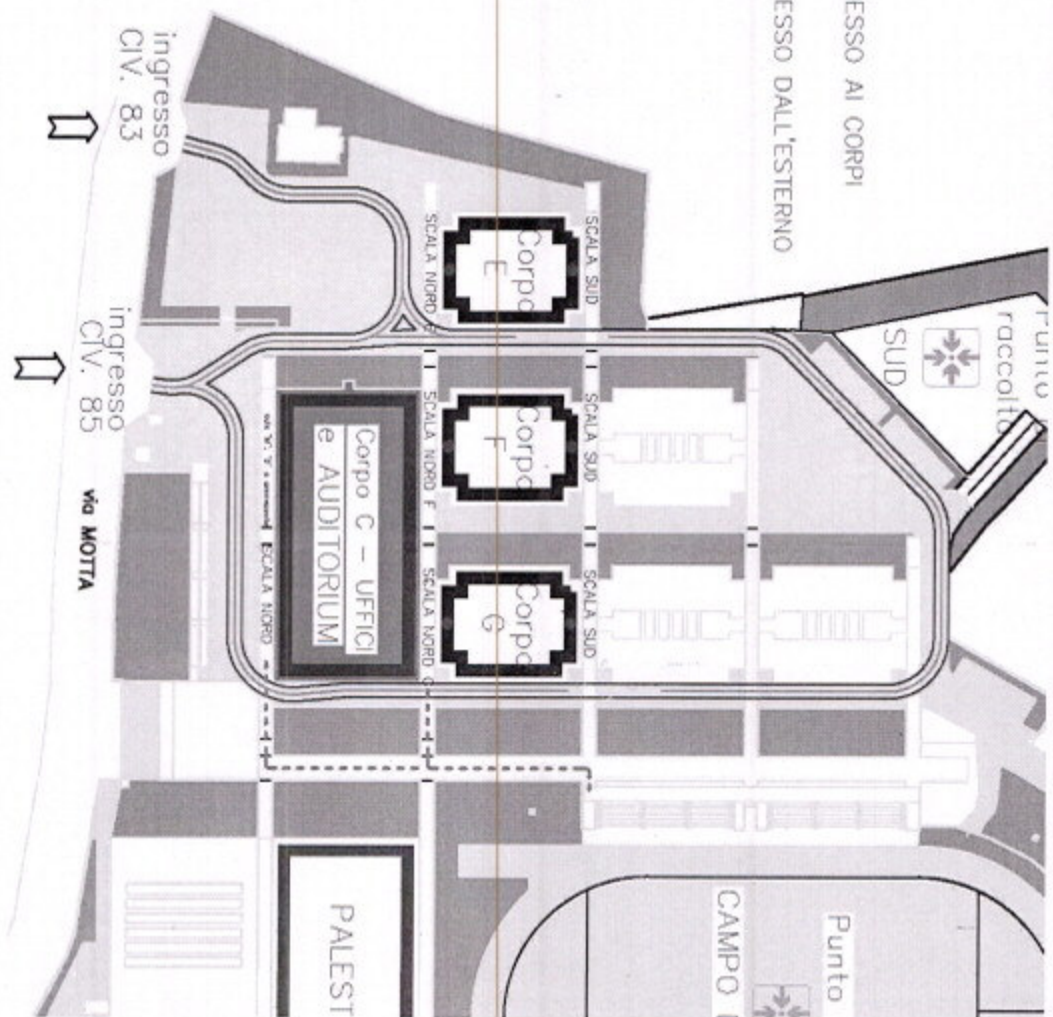 ESSO AI CORPI
ESSO DALL'ESTERNO
Punto
raccolta
SUD
ingresso
CIV. 83
ingresso
CIV. 85
via MOTTA
SCALA NORD E
Corpo
E
SCALA SUD
SCALA NORD F
Corpo
F
SCALA SUD
SCALA NORD G
Corpo
G
SCALA SUD
Corpo C - UFFICI
e AUDITORIUM
SCALA NORD
PALEST
Punto
CAMPO